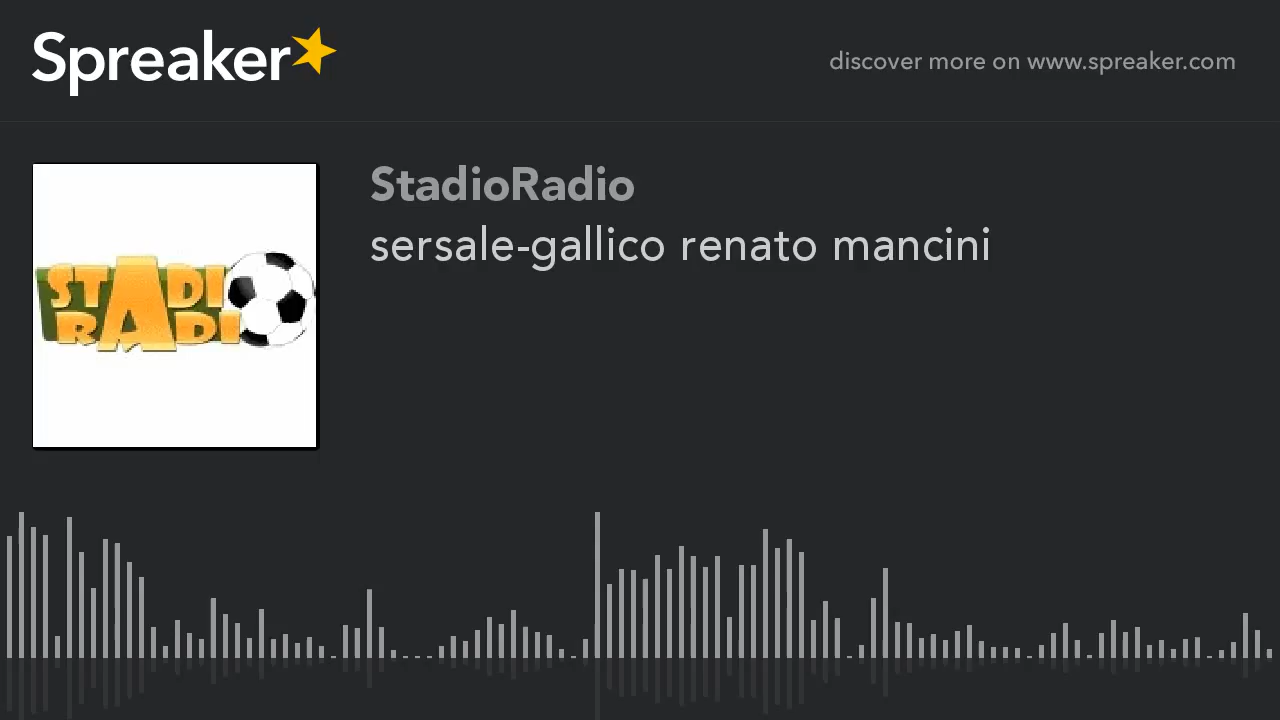 Spreaker
discover more on www.spreaker.com
StadioRadio
sersale-gallico renato mancini
STADIO
RADIO